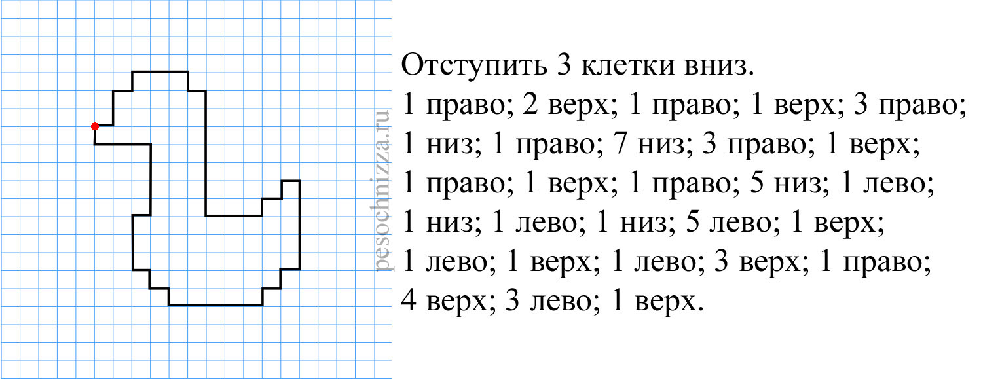 Отступить 3 клетки вниз.
1 право; 2 верх; 1 право; 1 верх; 3 право;
1 низ; 1 право; 7 низ; 3 право; 1 верх;
1 право; 1 верх; 1 право; 5 низ; 1 лево;
1 низ; 1 лево; 1 низ; 5 лево; 1 верх;
1 лево; 1 верх; 1 лево; 3 верх; 1 право;
4 верх; 3 лево; 1 верх.
pesochnizza.ru